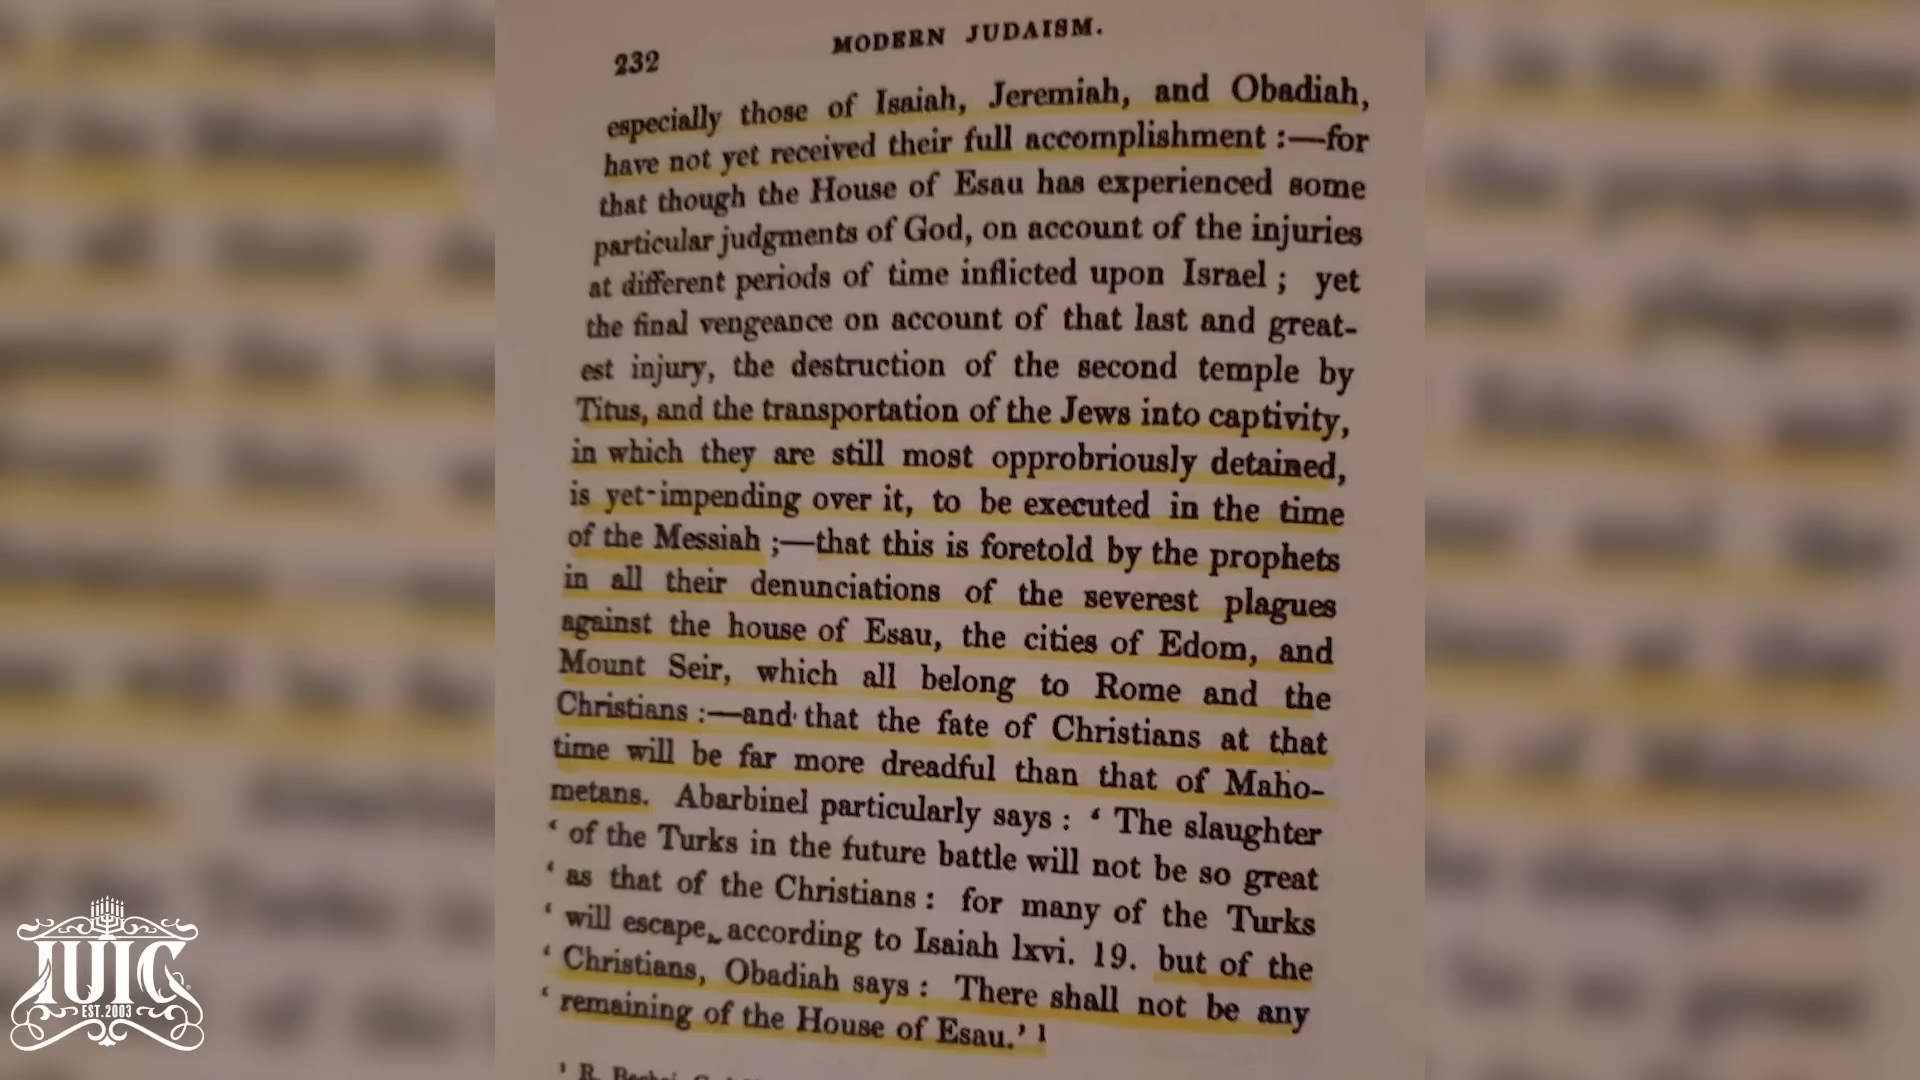 232 MODERN JUDAISM.
especially those of Isaiah, Jeremiah, and Obadiah,
have not yet received their full accomplishment :—for
that though the House of Esau has experienced some
particular judgments of God, on account of the injuries
at different periods of time inflicted upon Israel ; yet
the final vengeance on account of that last and great-
est injury, the destruction of the second temple by
Titus, and the transportation of the Jews into captivity,
in which they are still most opprobriously detained,
is yet-impending over it, to be executed in the time
of the Messiah ;—that this is foretold by the prophets
in all their denunciations of the severest plagues
against the house of Esau, the cities of Edom, and
Mount Seir, which all belong to Rome and the
Christians :—and that the fate of Christians at that
time will be far more dreadful than that of Maho-
metans. Abarbinel particularly says : ‘ The slaughter
‘ of the Turks in the future battle will not be so great
‘ as that of the Christians : for many of the Turks
‘ will escape, according to Isaiah lxvi. 19. but of the
‘ Christians, Obadiah says : There shall not be any
‘ remaining of the House of Esau.’ 1
1 R.
IUIC
EST.2003